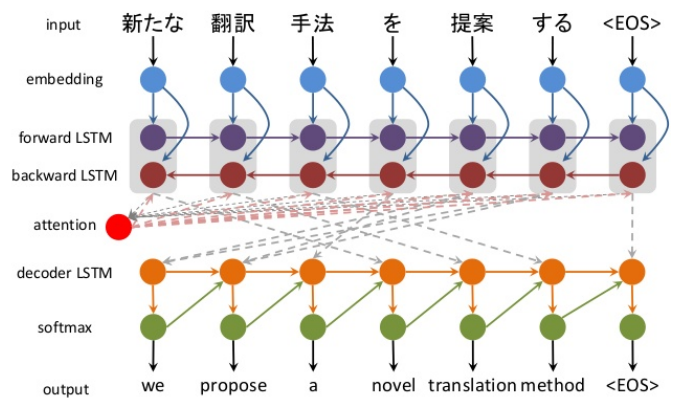 input 新たな 翻訳 手法 を 提案 する <EOS>
embedding
forward LSTM
backward LSTM
attention
decoder LSTM
softmax
output we propose a novel translation method <EOS>